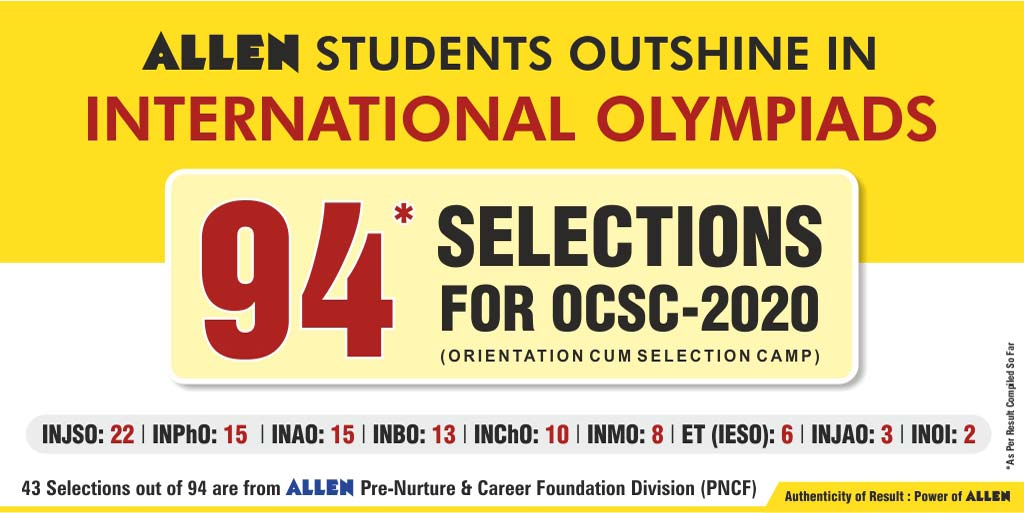 ALLEN STUDENTS OUTSHINE IN
INTERNATIONAL OLYMPIADS
94*
SELECTIONS
FOR OCSC-2020
(ORIENTATION CUM SELECTION CAMP)
INJSO: 22 | INPhO: 15 | INAO: 15 | INBO: 13 | INChO: 10 | INMO: 8 | ET (IESO): 6 | INJAO: 3 | INOI: 2
*As Per Result Compiled So Far
43 Selections out of 94 are from ALLEN Pre-Nurture & Career Foundation Division (PNCF)
Authenticity of Result : Power of ALLEN